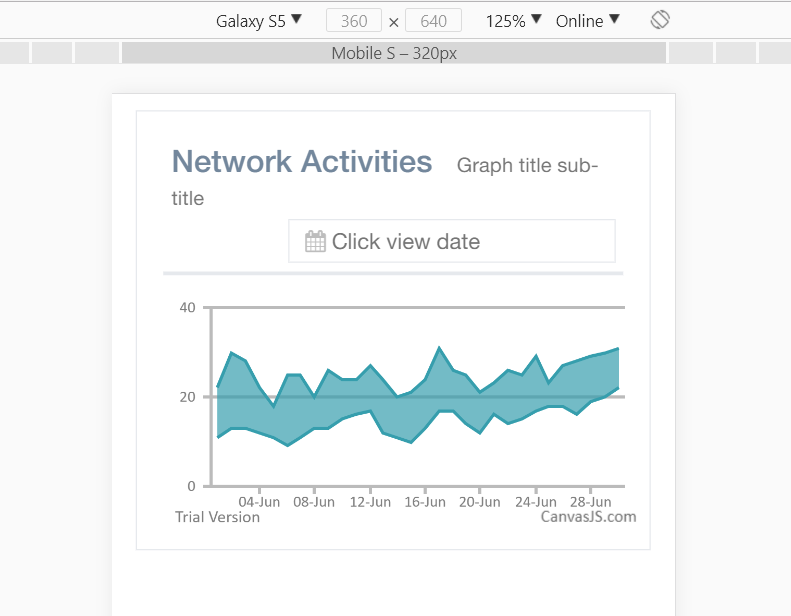 Galaxy S5 ▼ 360 × 640 125% ▼ Online ▼
Mobile S – 320px
Network Activities Graph title sub-
title
Click view date
40
20
0
04-Jun 08-Jun 12-Jun 16-Jun 20-Jun 24-Jun 28-Jun
Trial Version CanvasJS.com